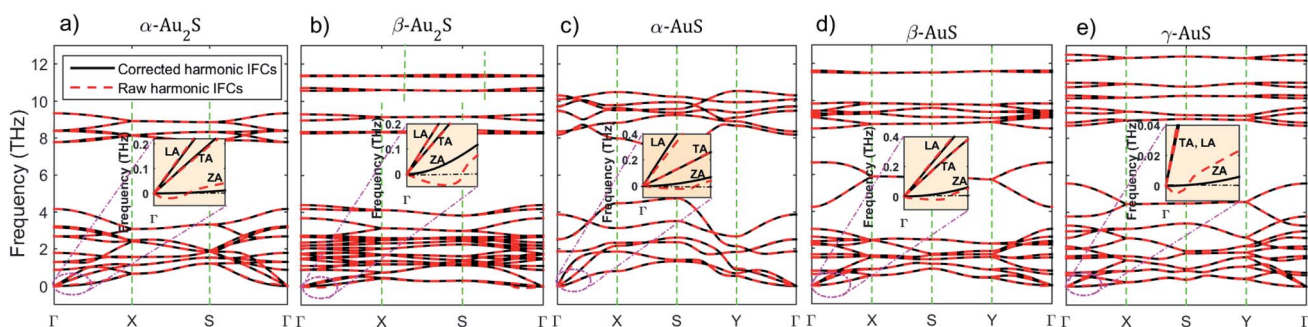 a) α-Au₂S
b) β-Au₂S
c) α-AuS
d) β-AuS
e) γ-AuS
Frequency (THz)
12
10
8
6
4
2
0
Corrected harmonic IFCs
Raw harmonic IFCs
Frequency (THz)
0.2
0.1
0
LA
TA
ZA
Γ
Γ X S Γ
Frequency (THz)
0.2
0.1
0
LA
TA
ZA
Γ
Γ X S Γ
Frequency (THz)
0.4
0.2
0
LA
TA
ZA
Γ
Γ X S Y Γ
Frequency (THz)
0.4
0.2
0
LA
TA
ZA
Γ
Γ X S Y Γ
Frequency (THz)
0.04
0.02
0
TA, LA
ZA
Γ
Γ X S Y Γ